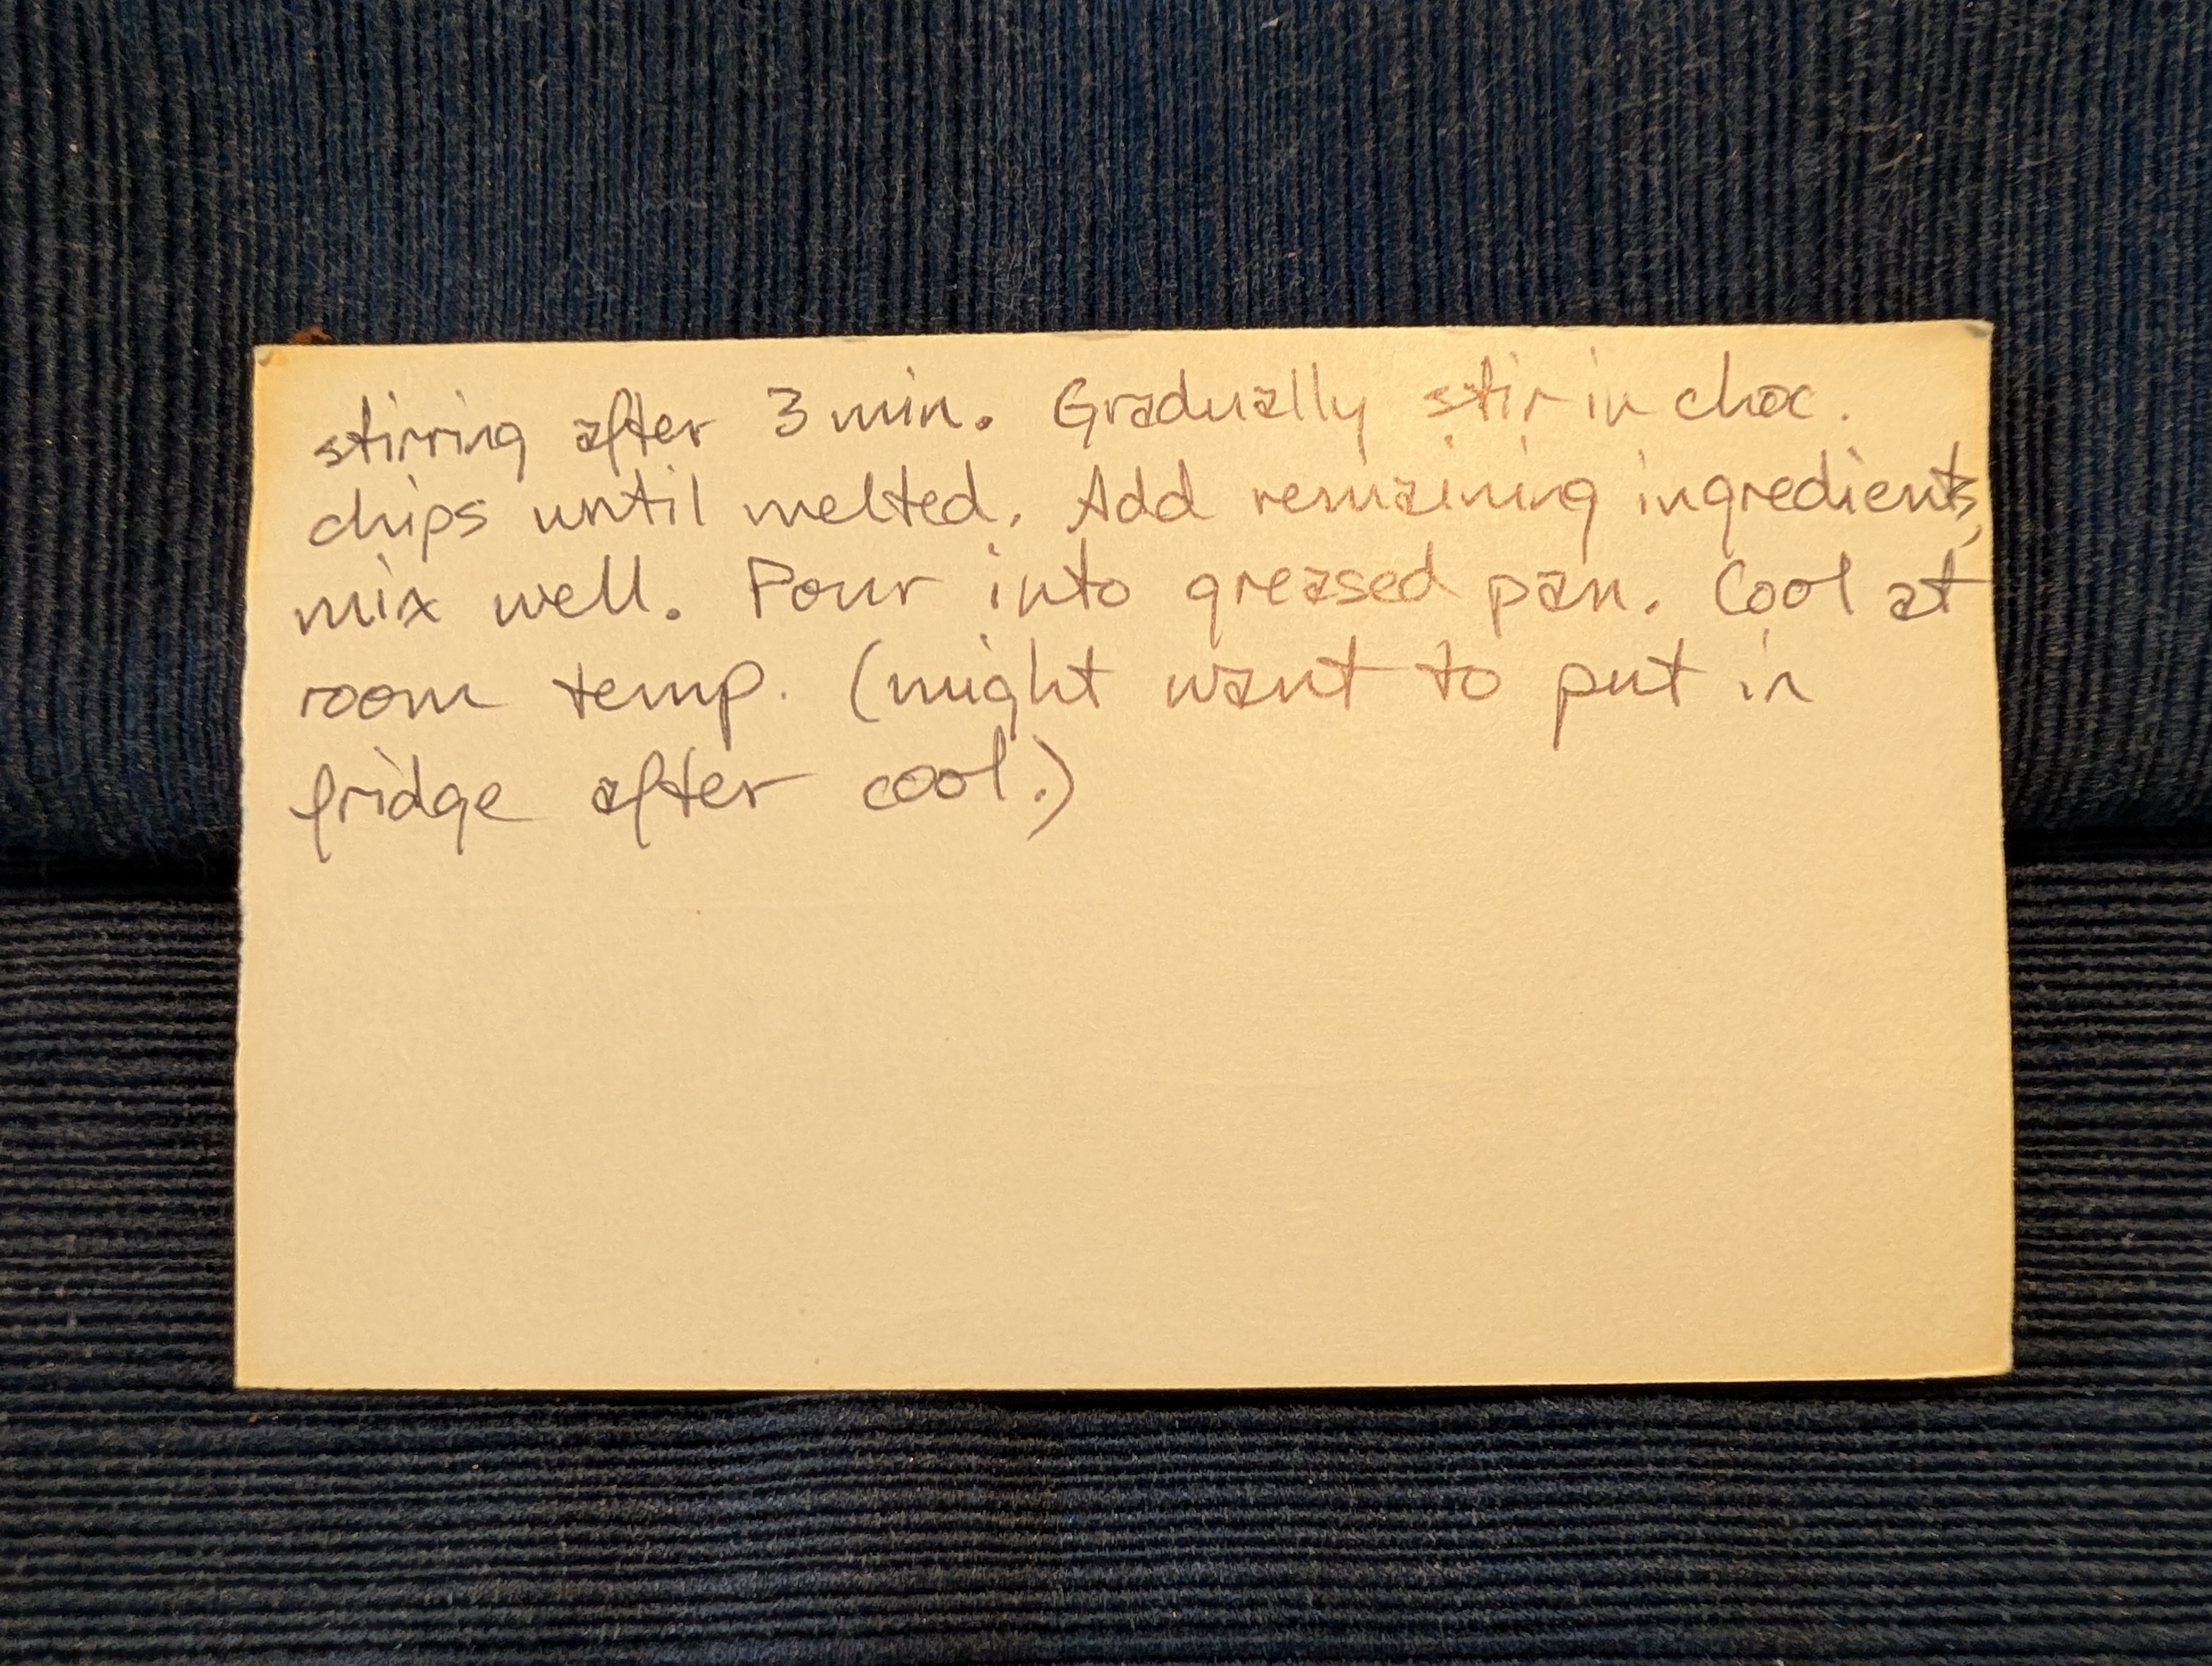 stirring after 3 min. Gradually stir in choc.
chips until melted. Add remaining ingredients,
mix well. Pour into greased pan. Cool at
room temp. (might want to put in
fridge after cool.)